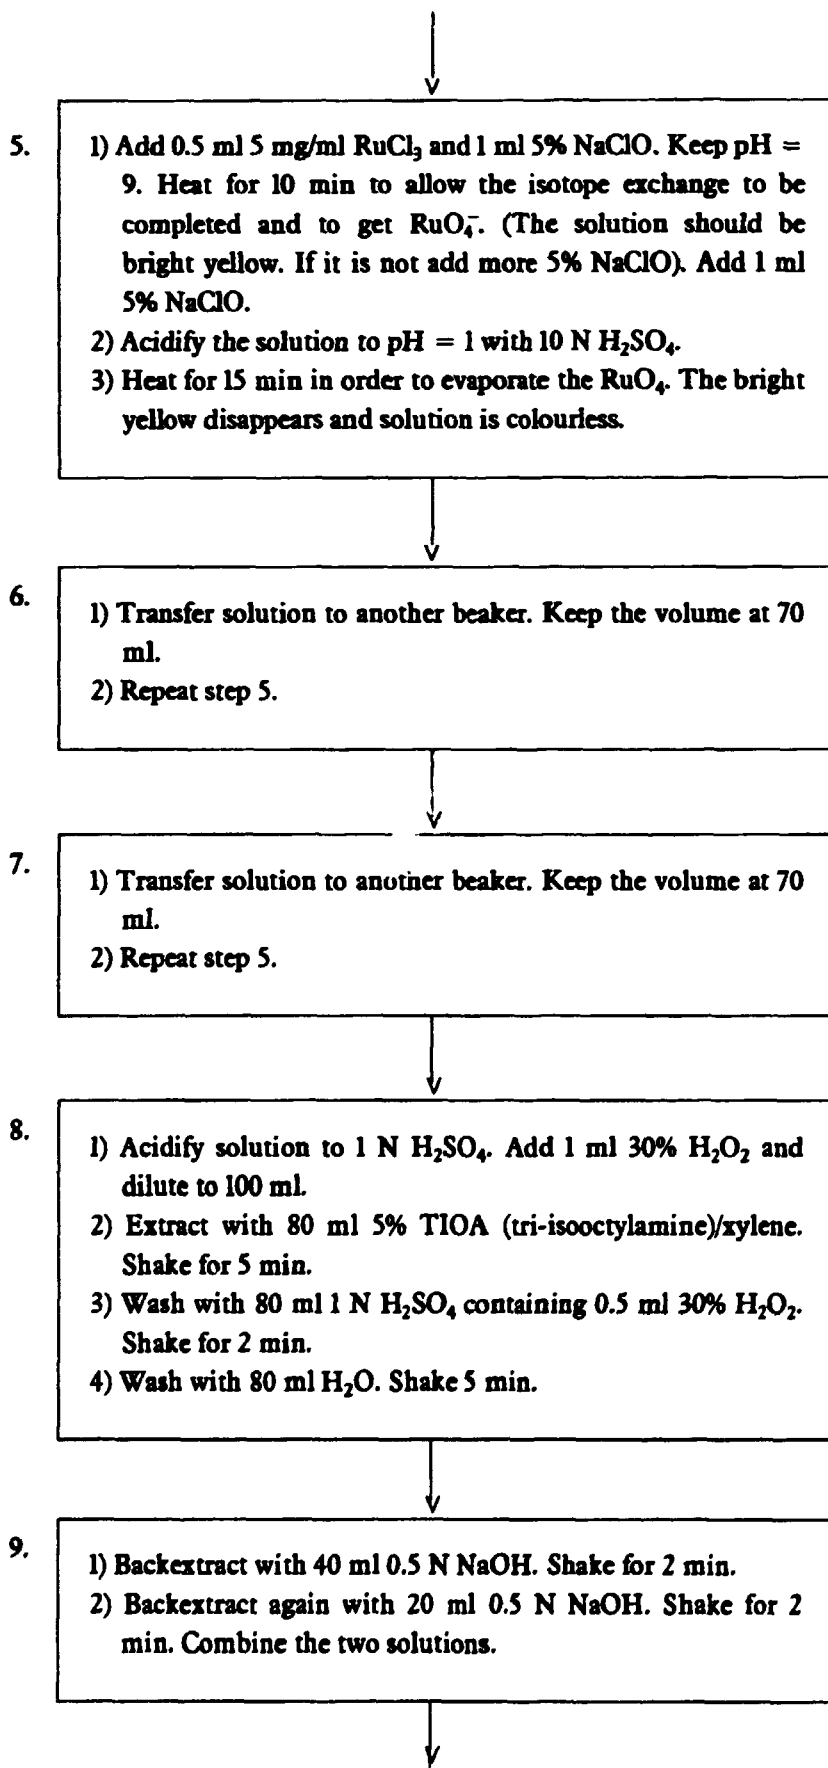 5.
1) Add 0.5 ml 5 mg/ml RuCl₃ and 1 ml 5% NaClO. Keep pH =
9. Heat for 10 min to allow the isotope exchange to be
completed and to get RuO₄⁻. (The solution should be
bright yellow. If it is not add more 5% NaClO). Add 1 ml
5% NaClO.
2) Acidify the solution to pH = 1 with 10 N H₂SO₄.
3) Heat for 15 min in order to evaporate the RuO₄. The bright
yellow disappears and solution is colourless.
6.
1) Transfer solution to another beaker. Keep the volume at 70
ml.
2) Repeat step 5.
7.
1) Transfer solution to another beaker. Keep the volume at 70
ml.
2) Repeat step 5.
8.
1) Acidify solution to 1 N H₂SO₄. Add 1 ml 30% H₂O₂ and
dilute to 100 ml.
2) Extract with 80 ml 5% TIOA (tri-isooctylamine)/xylene.
Shake for 5 min.
3) Wash with 80 ml 1 N H₂SO₄ containing 0.5 ml 30% H₂O₂.
Shake for 2 min.
4) Wash with 80 ml H₂O. Shake 5 min.
9.
1) Backextract with 40 ml 0.5 N NaOH. Shake for 2 min.
2) Backextract again with 20 ml 0.5 N NaOH. Shake for 2
min. Combine the two solutions.